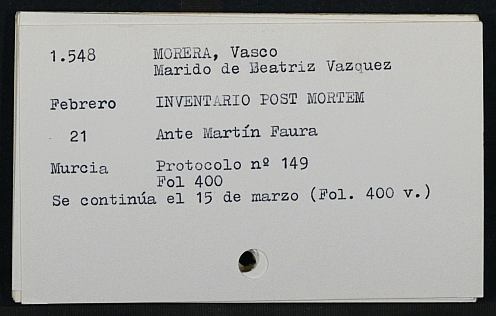 1.548 MORERA, Vasco
Marido de Beatriz Vazquez
Febrero INVENTARIO POST MORTEM
21 Ante Martín Faura
Murcia Protocolo nº 149
Fol 400
Se continúa el 15 de marzo (Fol. 400 v.)